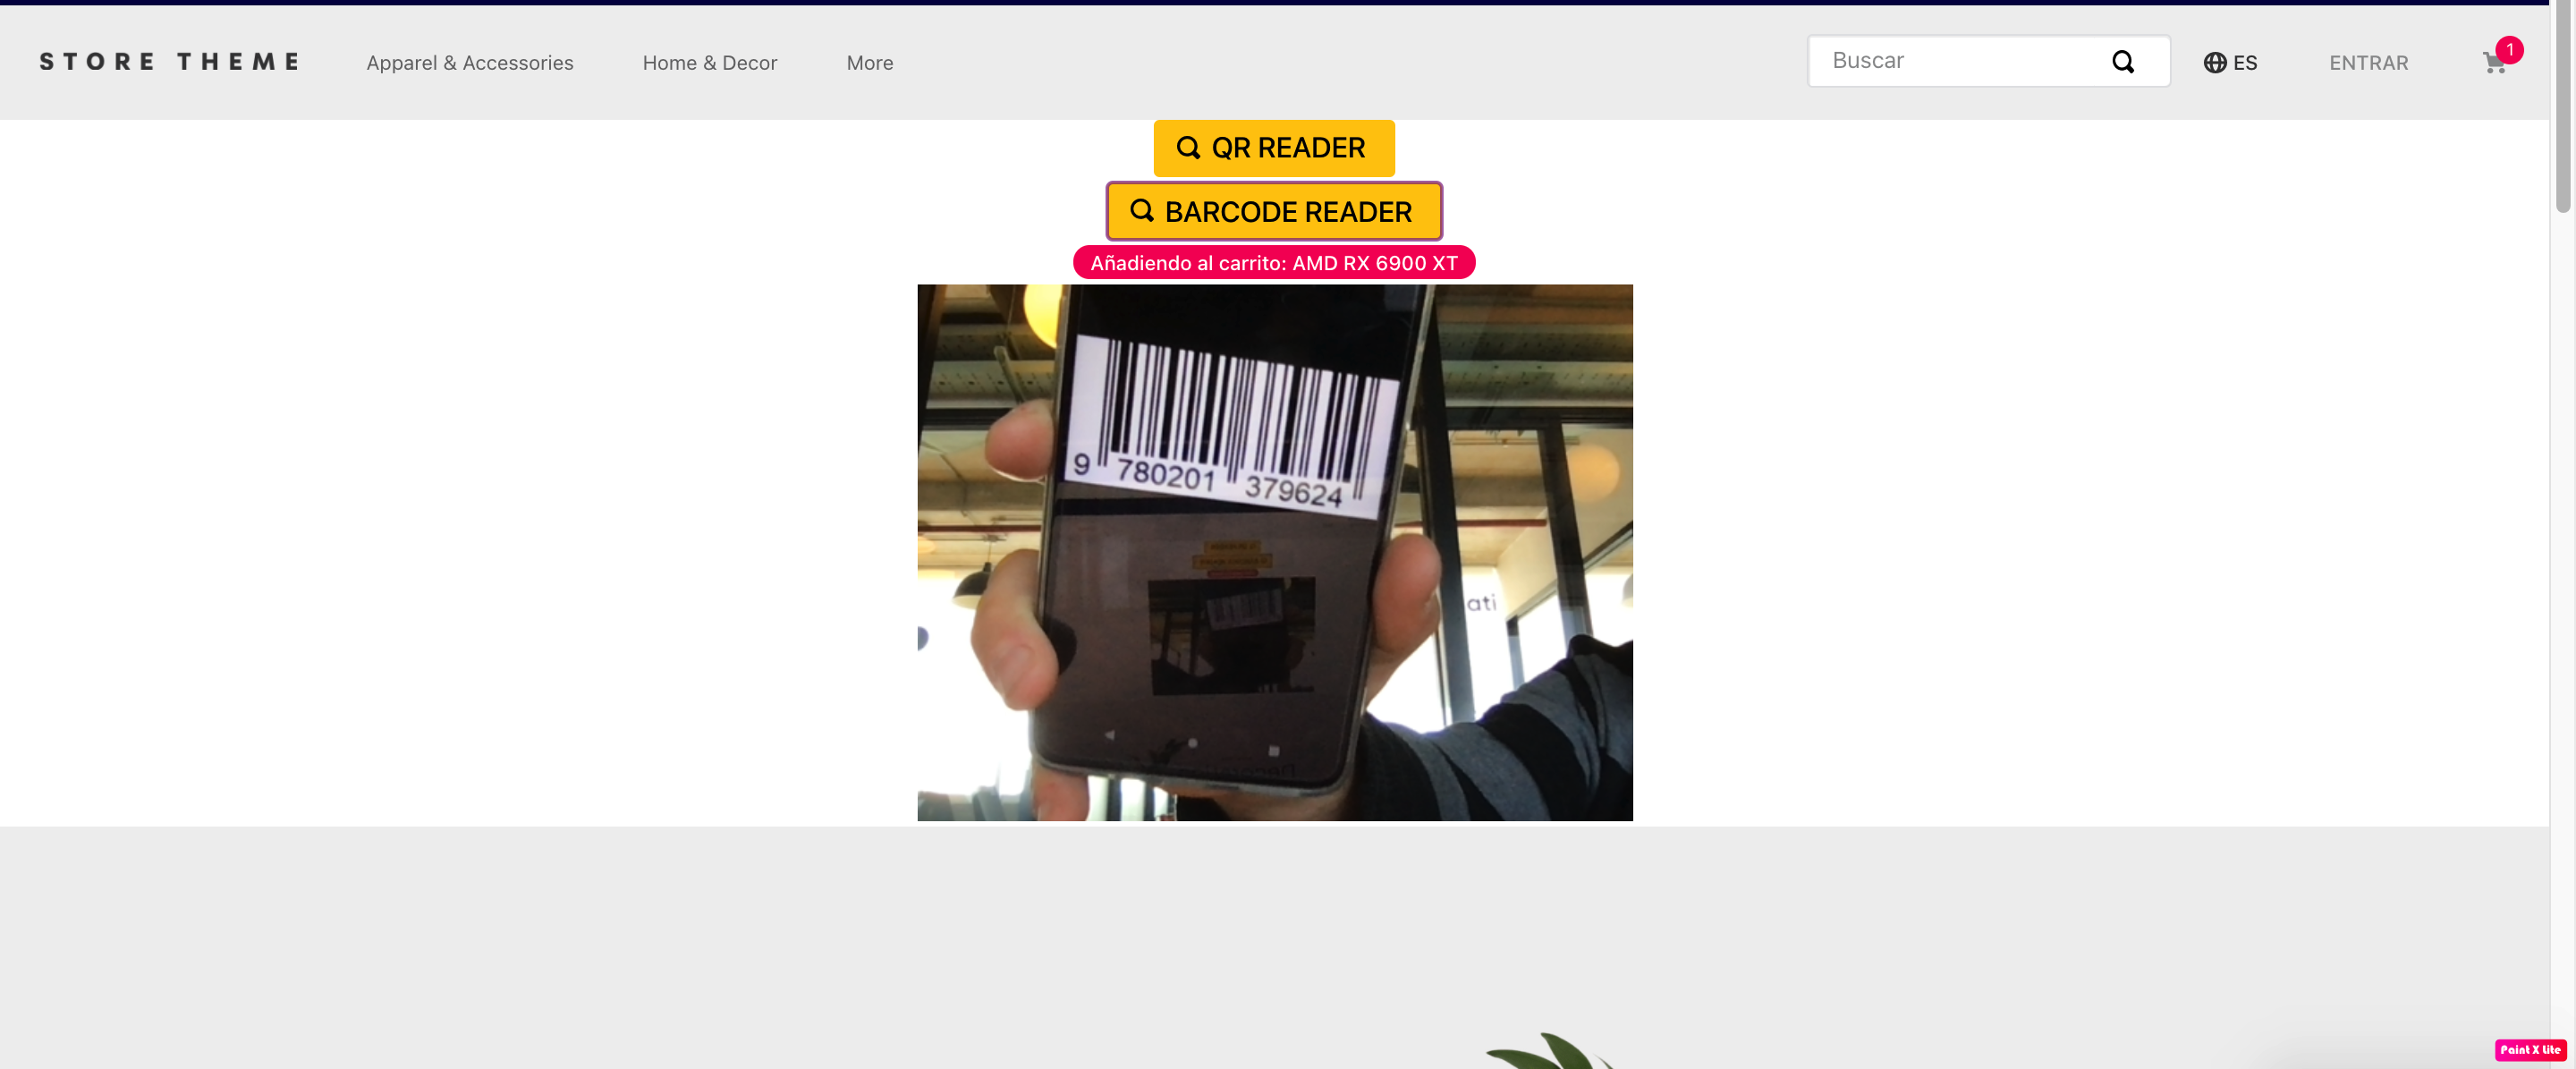 STORE THEME
Apparel & Accessories
Home & Decor
More
Buscar
ES
ENTRAR
1
QR READER
BARCODE READER
Añadiendo al carrito: AMD RX 6900 XT
9 780201 379624
ati
Paint X Lite